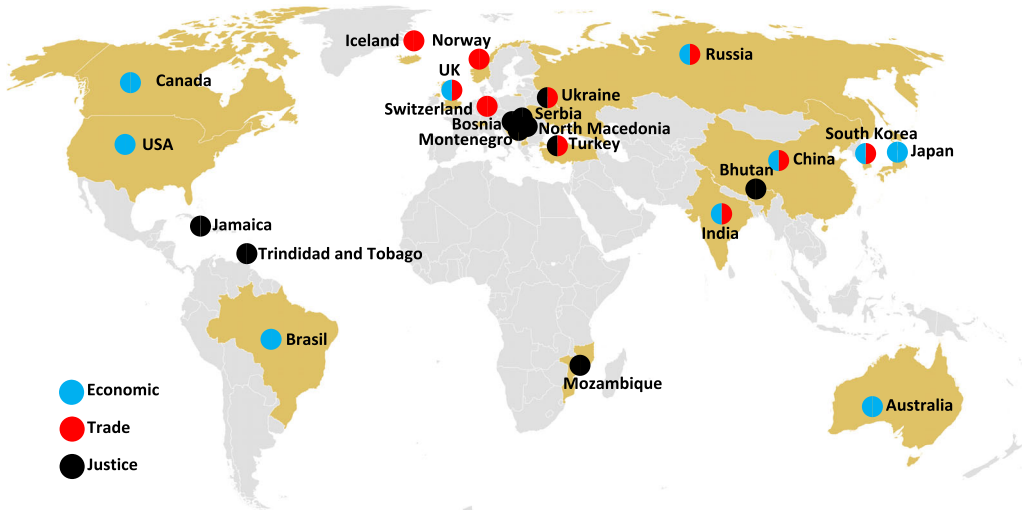 Iceland
Norway
Russia
Canada
UK
Ukraine
Switzerland
Serbia
Bosnia
North Macedonia
South Korea
USA
Montenegro
Turkey
Japan
China
Bhutan
Jamaica
India
Trindidad and Tobago
Brasil
Mozambique
Economic
Australia
Trade
Justice